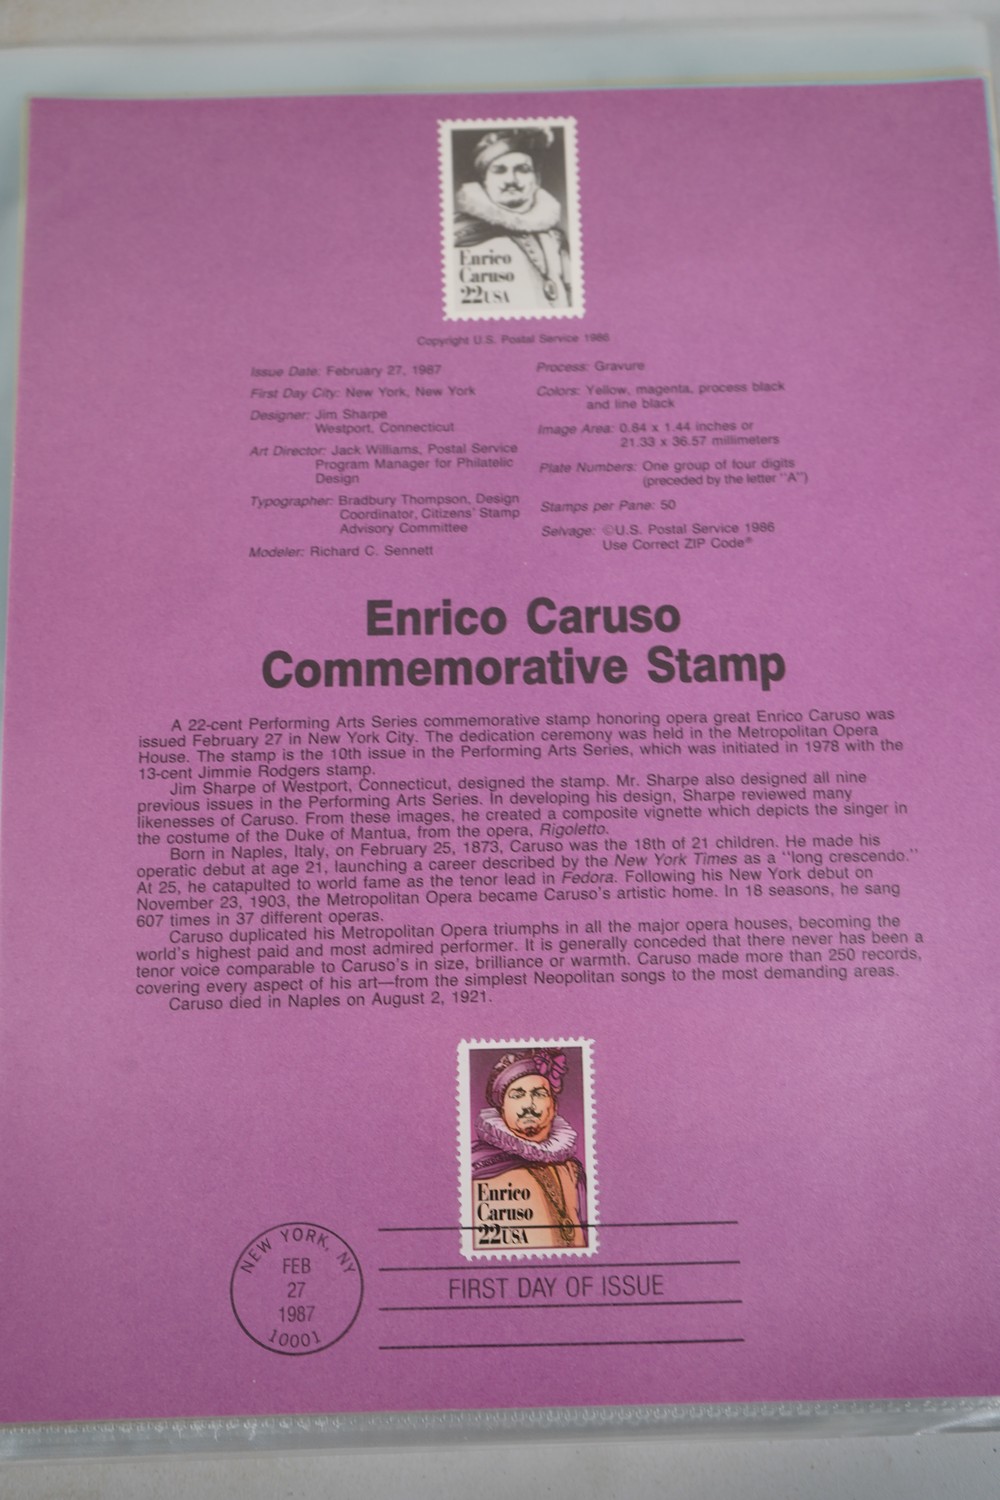 Enrico
Caruso
22USA
Copyright U.S. Postal Service 1986
Issue Date: February 27, 1987
First Day City: New York, New York
Designer: Jim Sharpe
Westport, Connecticut
Art Director: Jack Williams, Postal Service
Program Manager for Philatelic
Design
Typographer: Bradbury Thompson, Design
Coordinator, Citizens' Stamp
Advisory Committee
Modeler: Richard C. Sennett
Process: Gravure
Colors: Yellow, magenta, process black
and line black
Image Area: 0.84 x 1.44 inches or
21.33 x 36.57 millimeters
Plate Numbers: One group of four digits
(preceded by the letter "A")
Stamps per Pane: 50
Selvage: ©U.S. Postal Service 1986
Use Correct ZIP Code®
Enrico Caruso
Commemorative Stamp
A 22-cent Performing Arts Series commemorative stamp honoring opera great Enrico Caruso was
issued February 27 in New York City. The dedication ceremony was held in the Metropolitan Opera
House. The stamp is the 10th issue in the Performing Arts Series, which was initiated in 1978 with the
13-cent Jimmie Rodgers stamp.
Jim Sharpe of Westport, Connecticut, designed the stamp. Mr. Sharpe also designed all nine
previous issues in the Performing Arts Series. In developing his design, Sharpe reviewed many
likenesses of Caruso. From these images, he created a composite vignette which depicts the singer in
the costume of the Duke of Mantua, from the opera, Rigoletto.
Born in Naples, Italy, on February 25, 1873, Caruso was the 18th of 21 children. He made his
operatic debut at age 21, launching a career described by the New York Times as a "long crescendo."
At 25, he catapulted to world fame as the tenor lead in Fedora. Following his New York debut on
November 23, 1903, the Metropolitan Opera became Caruso's artistic home. In 18 seasons, he sang
607 times in 37 different operas.
Caruso duplicated his Metropolitan Opera triumphs in all the major opera houses, becoming the
world's highest paid and most admired performer. It is generally conceded that there never has been a
tenor voice comparable to Caruso's in size, brilliance or warmth. Caruso made more than 250 records,
covering every aspect of his art—from the simplest Neopolitan songs to the most demanding areas.
Caruso died in Naples on August 2, 1921.
Enrico
Caruso
22USA
NEW YORK, NY
FEB
27
1987
10001
FIRST DAY OF ISSUE